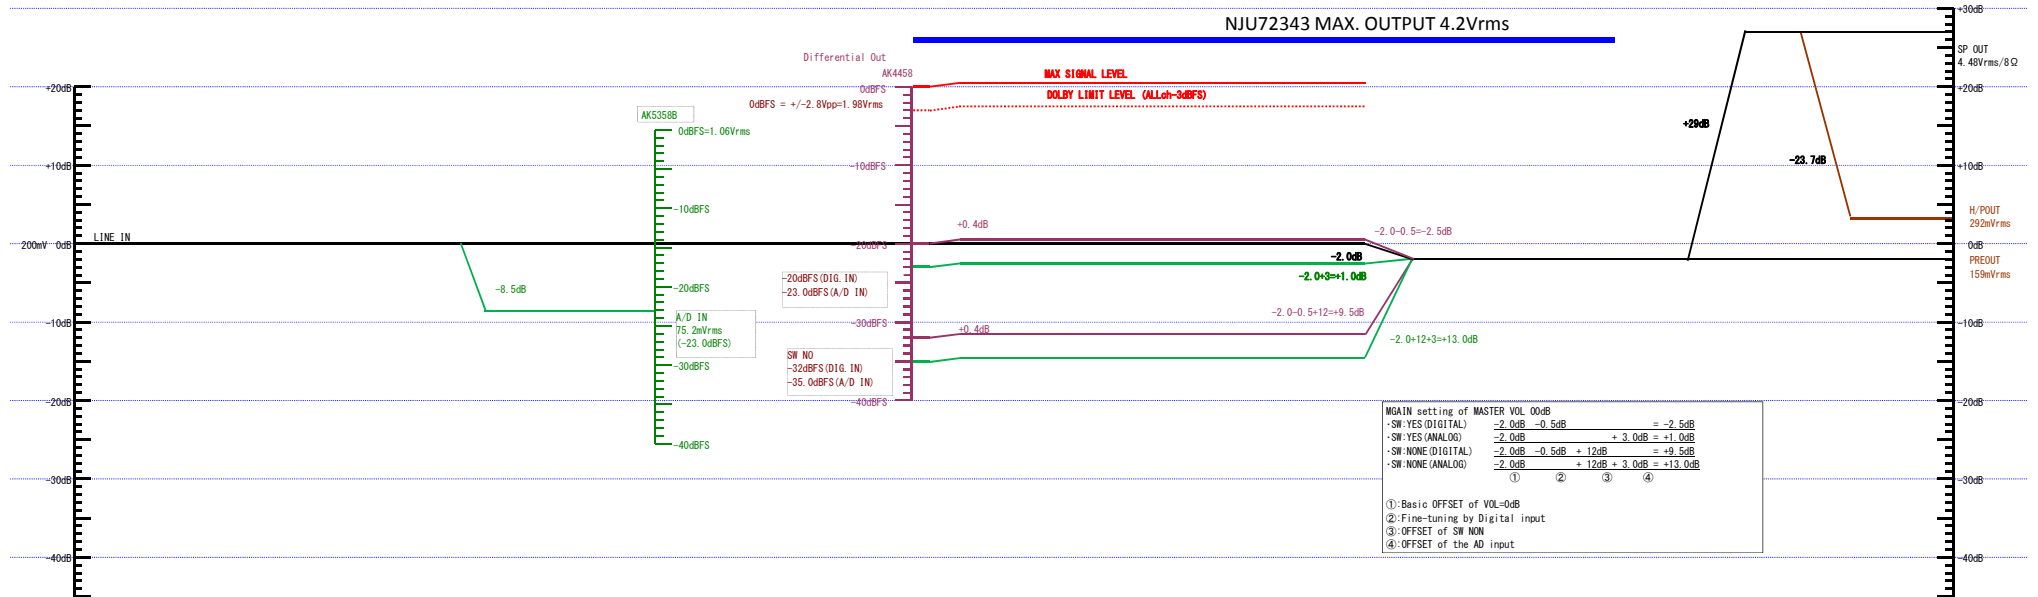 NJU72343 MAX. OUTPUT 4.2Vrms
+30dB
SP OUT
4.48Vrms/8Ω
Differential Out
AK4458
0dBFS
0dBFS = +/-2.8Vpp=1.98Vrms
MAX SIGNAL LEVEL
DOLBY LIMIT LEVEL (ALLch-3dBFS)
+20dB
+20dB
AK5358B
0dBFS=1.06Vrms
+29dB
-23.7dB
+10dB
-10dBFS
+10dB
-10dBFS
H/POUT
292mVrms
+0.4dB
-2.0-0.5=-2.5dB
LINE IN
200mV 0dB
-20dBFS
0dB
-2.0dB
PREOUT
159mVrms
-2.0+3=+1.0dB
-8.5dB
-20dBFS
-20dBFS(DIG. IN)
-23.0dBFS(A/D IN)
-2.0-0.5+12=+9.5dB
A/D IN
75.2mVrms
(-23.0dBFS)
-10dB
-30dBFS
+0.4dB
-10dB
-2.0+12+3=+13.0dB
SW NO
-32dBFS(DIG. IN)
-35.0dBFS(A/D IN)
-30dBFS
-20dB
-40dBFS
-20dB
-40dBFS
MGAIN setting of MASTER VOL 00dB
・SW:YES(DIGITAL) -2.0dB -0.5dB = -2.5dB
・SW:YES(ANALOG) -2.0dB + 3.0dB = +1.0dB
・SW:NONE(DIGITAL) -2.0dB -0.5dB + 12dB = +9.5dB
・SW:NONE(ANALOG) -2.0dB + 12dB + 3.0dB = +13.0dB
① ② ③ ④
①:Basic OFFSET of VOL=0dB
②:Fine-tuning by Digital input
③:OFFSET of SW NON
④:OFFSET of the AD input
-30dB
-30dB
-40dB
-40dB